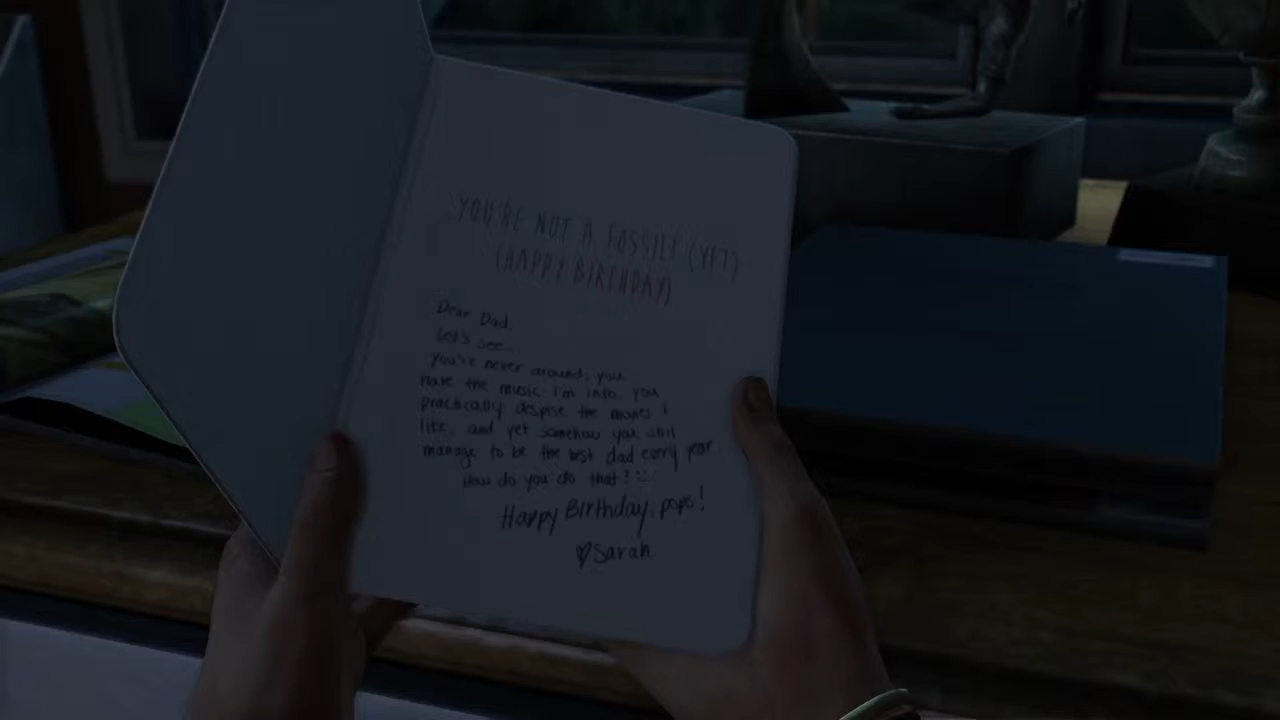 YOU'RE NOT A FOSSIL! (YET)
(HAPPY BIRTHDAY)
Dear Dad,
Let's see...
You're never around, you
hate the music I'm into, you
practically despise the movies I
like, and yet somehow you still
manage to be the best dad every year.
How do you do that? :)
Happy Birthday, pops!
♥Sarah